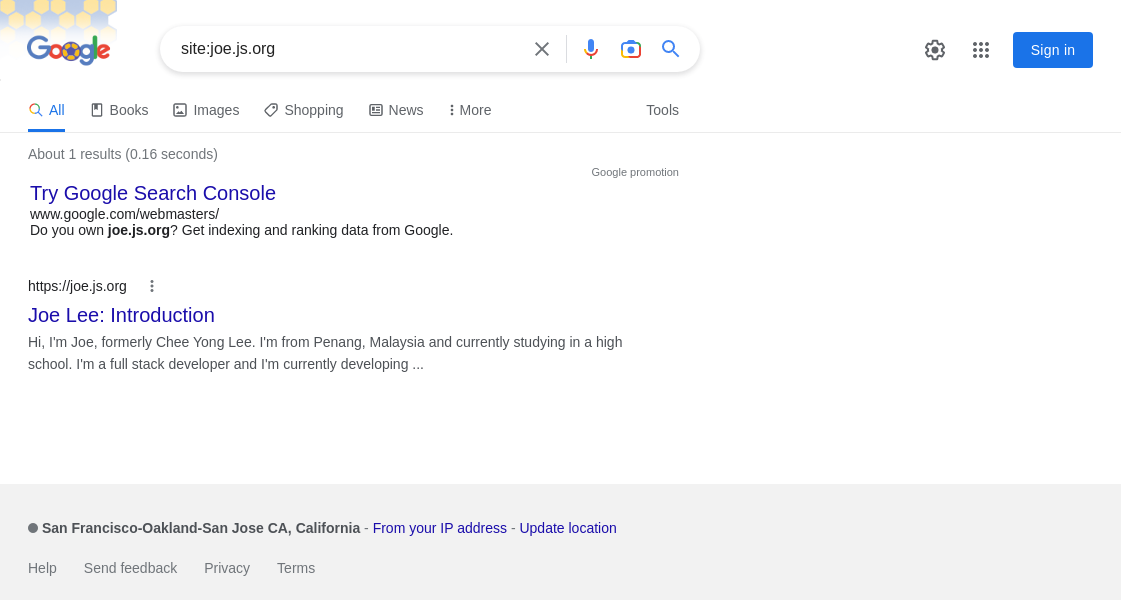 Google
site:joe.js.org
Sign in
All
Books
Images
Shopping
News
More
Tools
About 1 results (0.16 seconds)
Google promotion
Try Google Search Console
www.google.com/webmasters/
Do you own joe.js.org? Get indexing and ranking data from Google.
https://joe.js.org
Joe Lee: Introduction
Hi, I'm Joe, formerly Chee Yong Lee. I'm from Penang, Malaysia and currently studying in a high
school. I'm a full stack developer and I'm currently developing ...
San Francisco-Oakland-San Jose CA, California - From your IP address - Update location
Help
Send feedback
Privacy
Terms